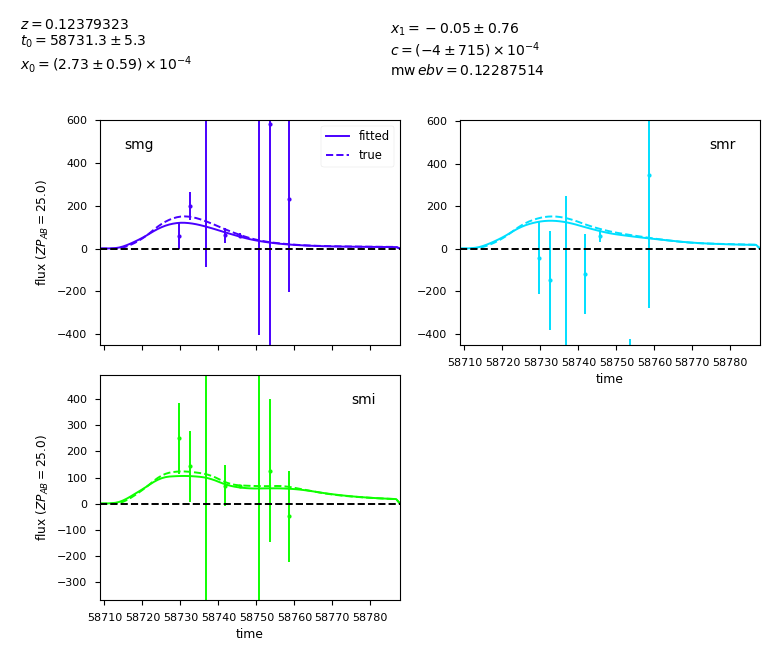 z = 0.12379323
t₀ = 58731.3 ± 5.3
x₀ = (2.73 ± 0.59) × 10⁻⁴
x₁ = −0.05 ± 0.76
c = (−4 ± 715) × 10⁻⁴
mw ebv = 0.12287514
smg
fitted
true
600
400
200
0
−200
−400
flux (ZP_AB = 25.0)
smr
600
400
200
0
−200
−400
58710 58720 58730 58740 58750 58760 58770 58780
time
smi
400
300
200
100
0
−100
−200
−300
flux (ZP_AB = 25.0)
58710 58720 58730 58740 58750 58760 58770 58780
time